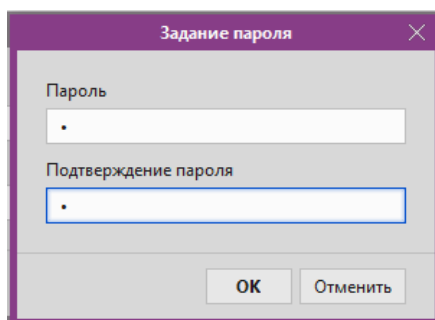 Задание пароля
Пароль
•
Подтверждение пароля
•
OK Отменить